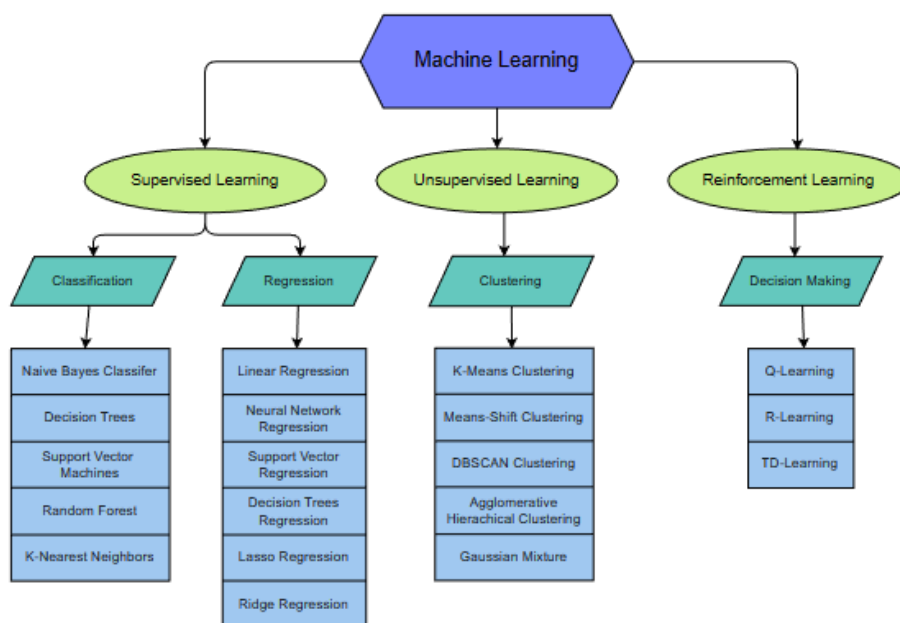 Machine Learning
Supervised Learning
Unsupervised Learning
Reinforcement Learning
Classification
Regression
Clustering
Decision Making
Naive Bayes Classifer
Decision Trees
Support Vector
Machines
Random Forest
K-Nearest Neighbors
Linear Regression
Neural Network
Regression
Support Vector
Regression
Decision Trees
Regression
Lasso Regression
Ridge Regression
K-Means Clustering
Means-Shift Clustering
DBSCAN Clustering
Agglomerative
Hierachical Clustering
Gaussian Mixture
Q-Learning
R-Learning
TD-Learning